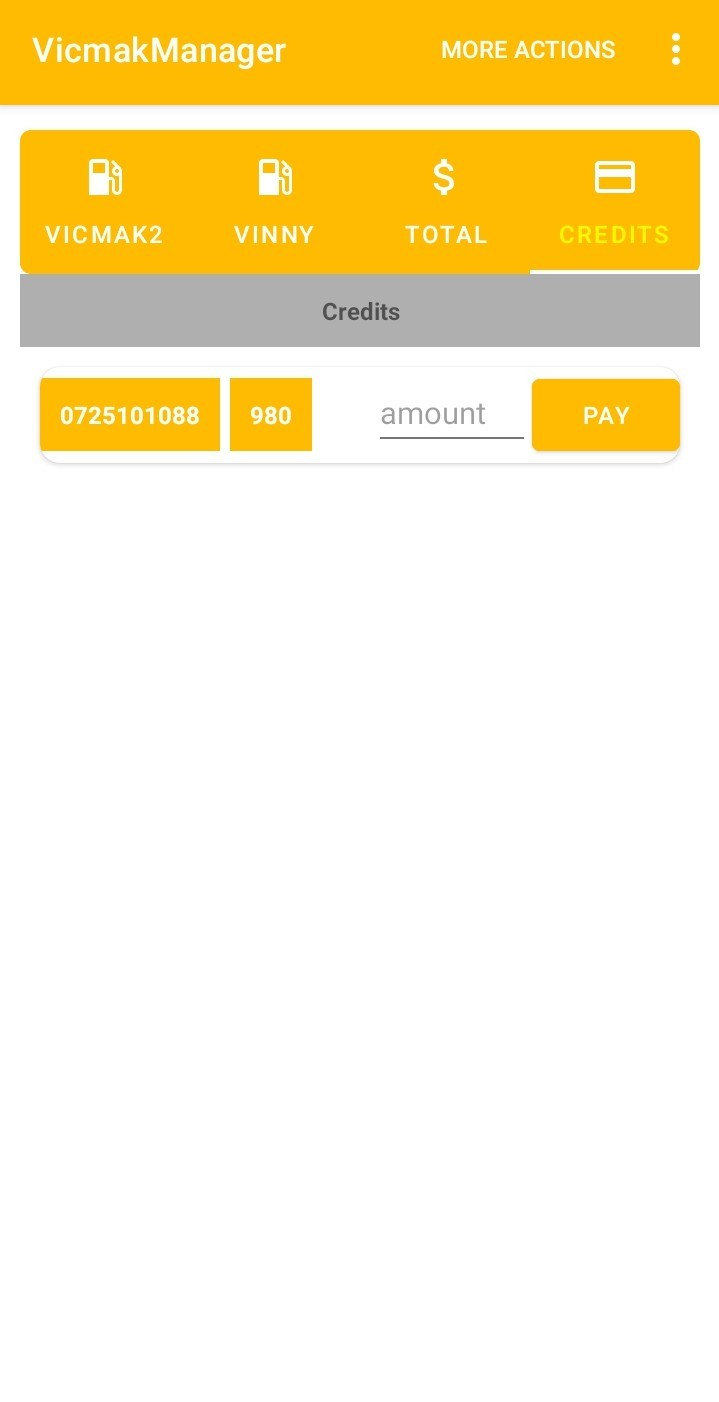 VicmakManager MORE ACTIONS
VICMAK2 VINNY TOTAL CREDITS
Credits
0725101088 980 amount PAY